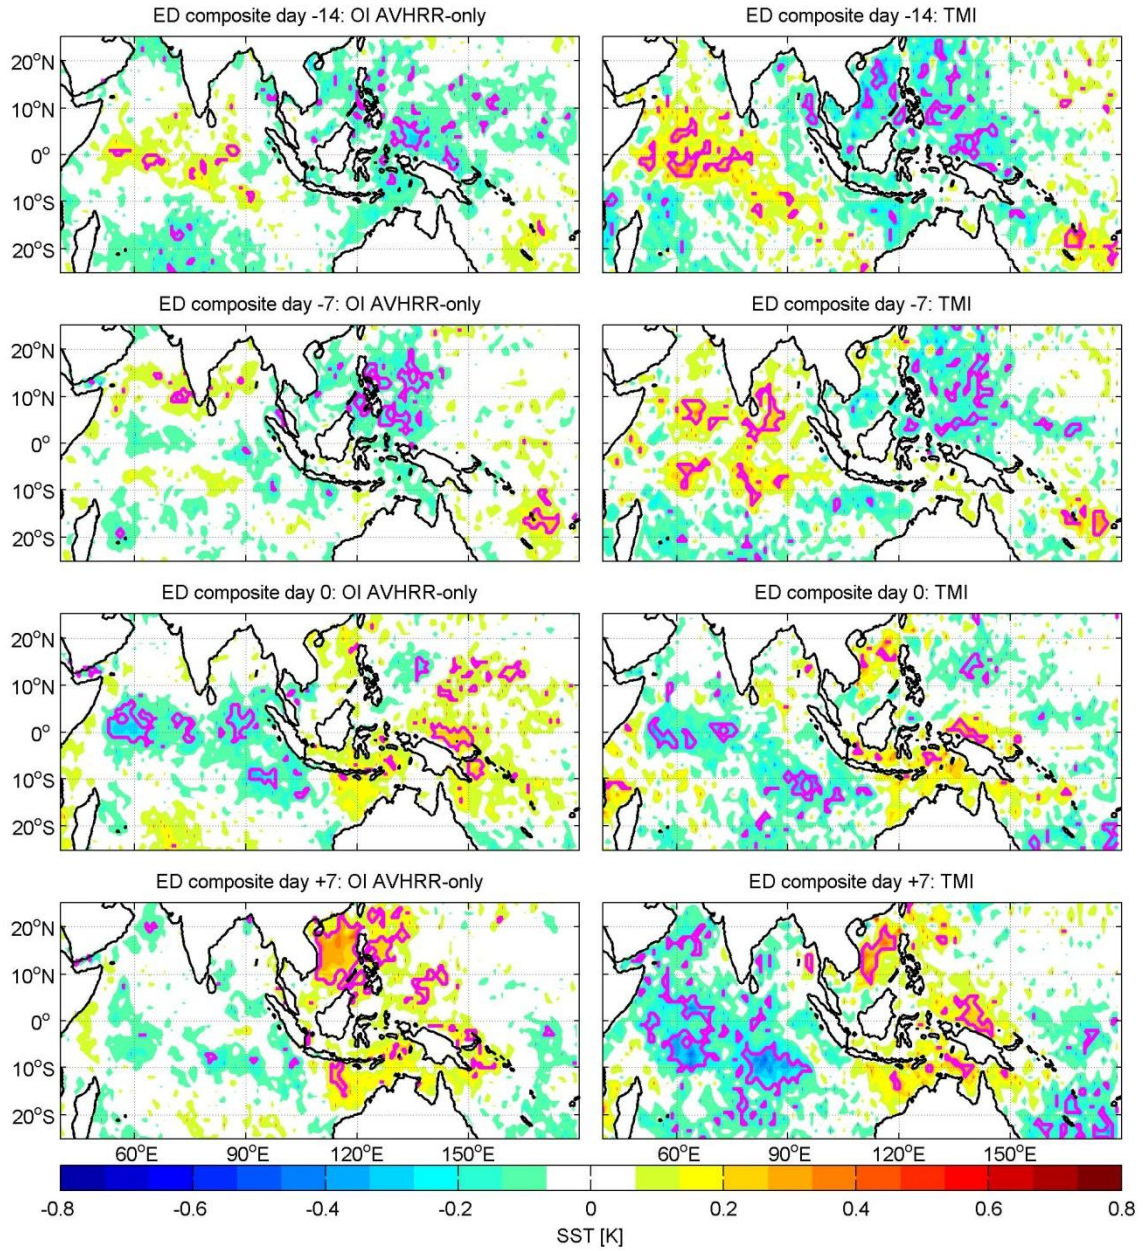 ED composite day -14: OI AVHRR-only
ED composite day -14: TMI
20°N
10°N
0°
10°S
20°S
ED composite day -7: OI AVHRR-only
ED composite day -7: TMI
20°N
10°N
0°
10°S
20°S
ED composite day 0: OI AVHRR-only
ED composite day 0: TMI
20°N
10°N
0°
10°S
20°S
ED composite day +7: OI AVHRR-only
ED composite day +7: TMI
20°N
10°N
0°
10°S
20°S
60°E 90°E 120°E 150°E 60°E 90°E 120°E 150°E
-0.8 -0.6 -0.4 -0.2 0 0.2 0.4 0.6 0.8
SST [K]